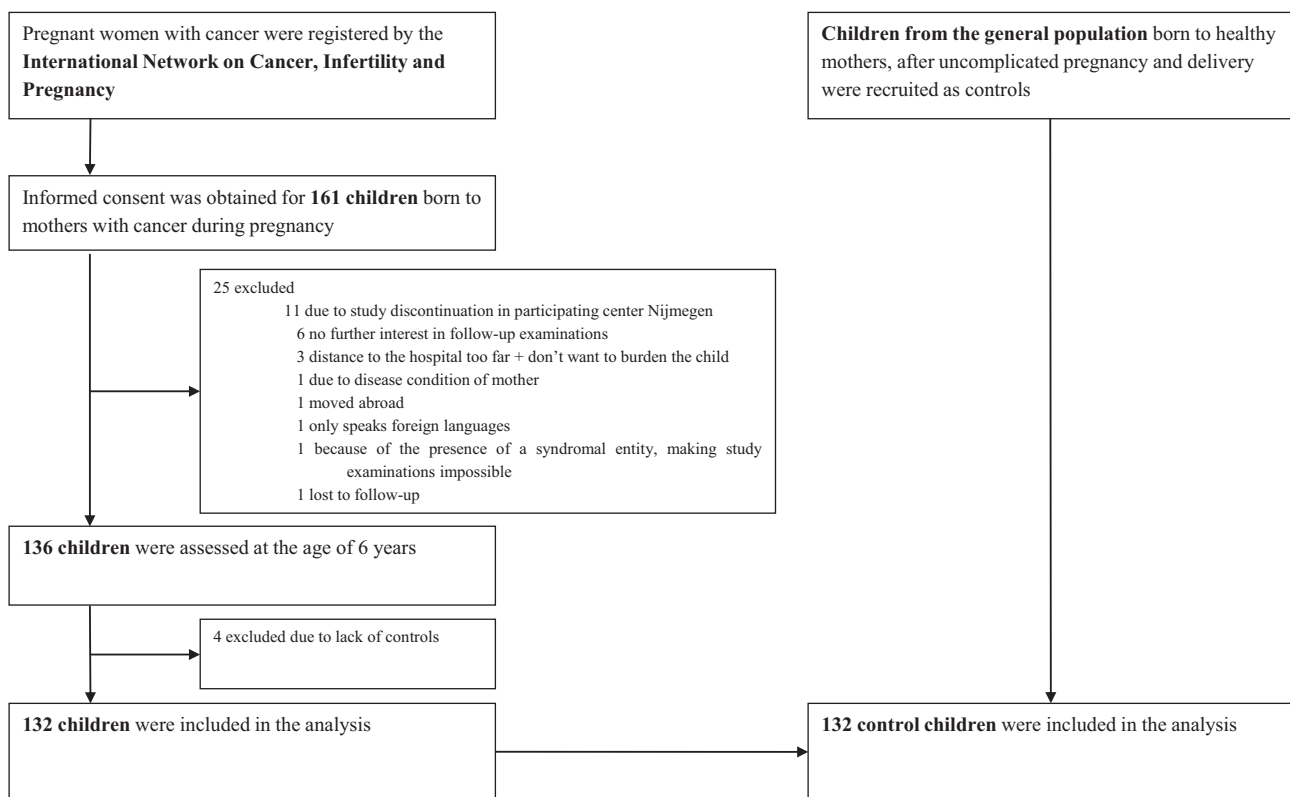 Pregnant women with cancer were registered by the
International Network on Cancer, Infertility and
Pregnancy
Children from the general population born to healthy
mothers, after uncomplicated pregnancy and delivery
were recruited as controls
Informed consent was obtained for 161 children born to
mothers with cancer during pregnancy
25 excluded
11 due to study discontinuation in participating center Nijmegen
6 no further interest in follow-up examinations
3 distance to the hospital too far + don't want to burden the child
1 due to disease condition of mother
1 moved abroad
1 only speaks foreign languages
1 because of the presence of a syndromal entity, making study
examinations impossible
1 lost to follow-up
136 children were assessed at the age of 6 years
4 excluded due to lack of controls
132 children were included in the analysis
132 control children were included in the analysis